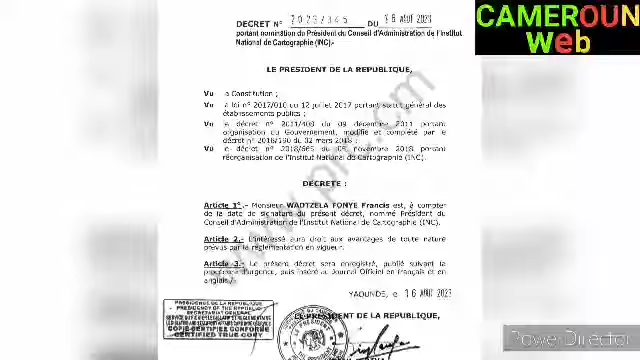 CAMEROUN
Web
DECRET N° 2023/345 DU 16 AOUT 2023
portant nomination du Président du Conseil d'Administration de l'Institut
National de Cartographie (INC).-
LE PRESIDENT DE LA REPUBLIQUE,
Vu la Constitution ;
Vu la loi n° 2017/010 du 12 juillet 2017 portant statut général des
établissements publics ;
Vu le décret n° 2011/408 du 09 décembre 2011 portant
organisation du Gouvernement, modifié et complété par le
décret n° 2018/190 du 02 mars 2018 ;
Vu le décret n° 2018/665 du 09 novembre 2018 portant
réorganisation de l'Institut National de Cartographie (INC),
DECRETE :
Article 1er.- Monsieur WADTZELA FONYE Francis est, à compter
de la date de signature du présent décret, nommé Président du
Conseil d'Administration de l'Institut National de Cartographie (INC).
Article 2.- L'intéressé aura droit aux avantages de toute nature
prévus par la réglementation en vigueur.
Article 3.- Le présent décret sera enregistré, publié suivant la
procédure d'urgence, puis inséré au Journal Officiel en français et en
anglais./-
YAOUNDE, le 16 AOUT 2023
LE PRESIDENT DE LA REPUBLIQUE,
PRESIDENCE DE LA REPUBLIQUE
PRESIDENCY OF THE REPUBLIC
SECRETARIAT GENERAL
COPIE CERTIFIEE CONFORME
CERTIFIED TRUE COPY
PowerDirector